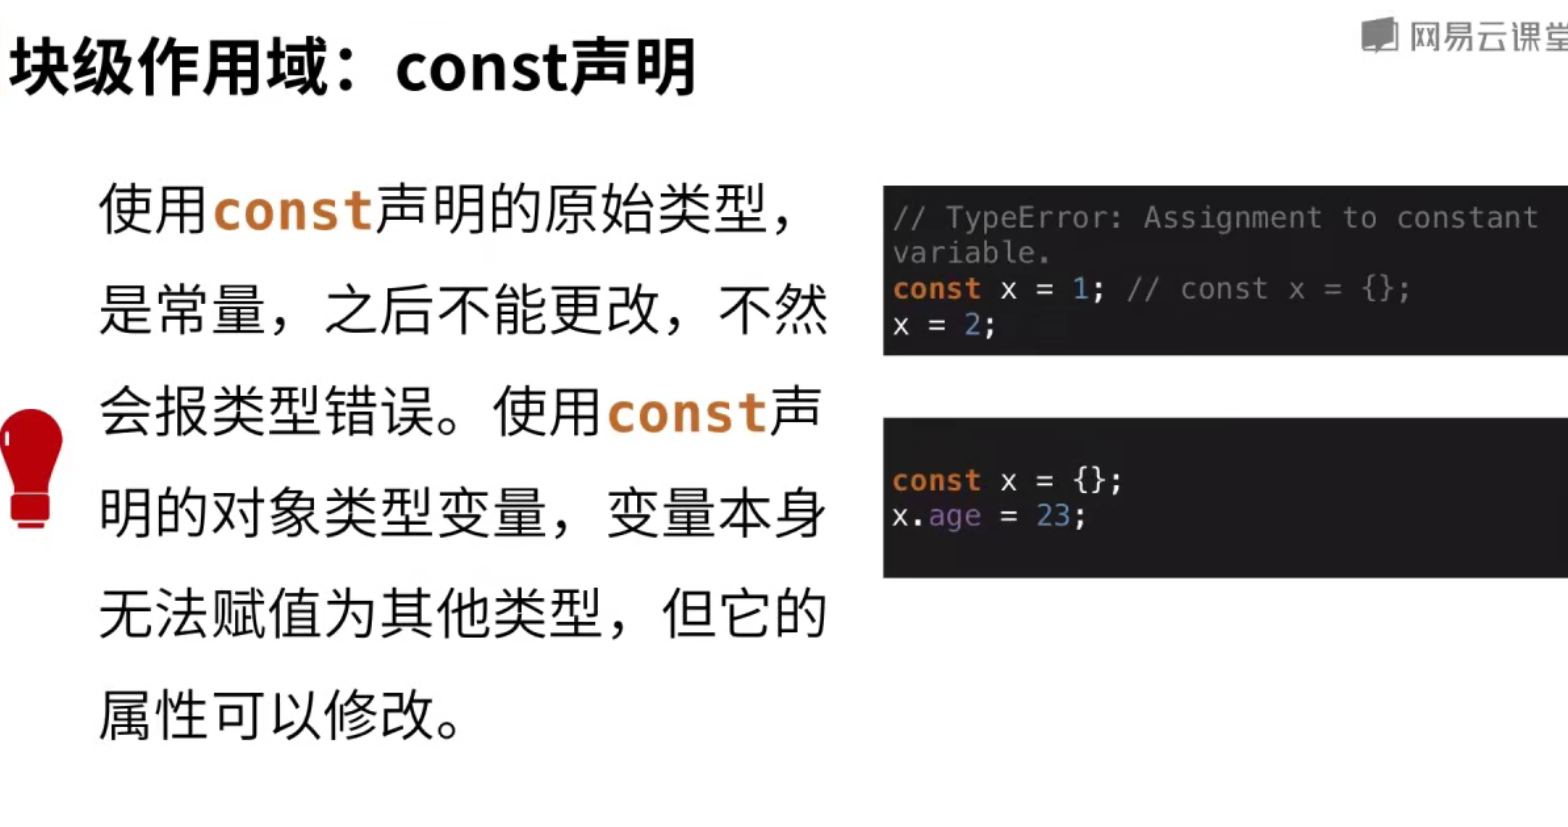 网易云课堂
块级作用域：const声明
使用const声明的原始类型，
是常量，之后不能更改，不然
会报类型错误。使用const声
明的对象类型变量，变量本身
无法赋值为其他类型，但它的
属性可以修改。
// TypeError: Assignment to constant
variable.
const x = 1; // const x = {};
x = 2;
const x = {};
x.age = 23;